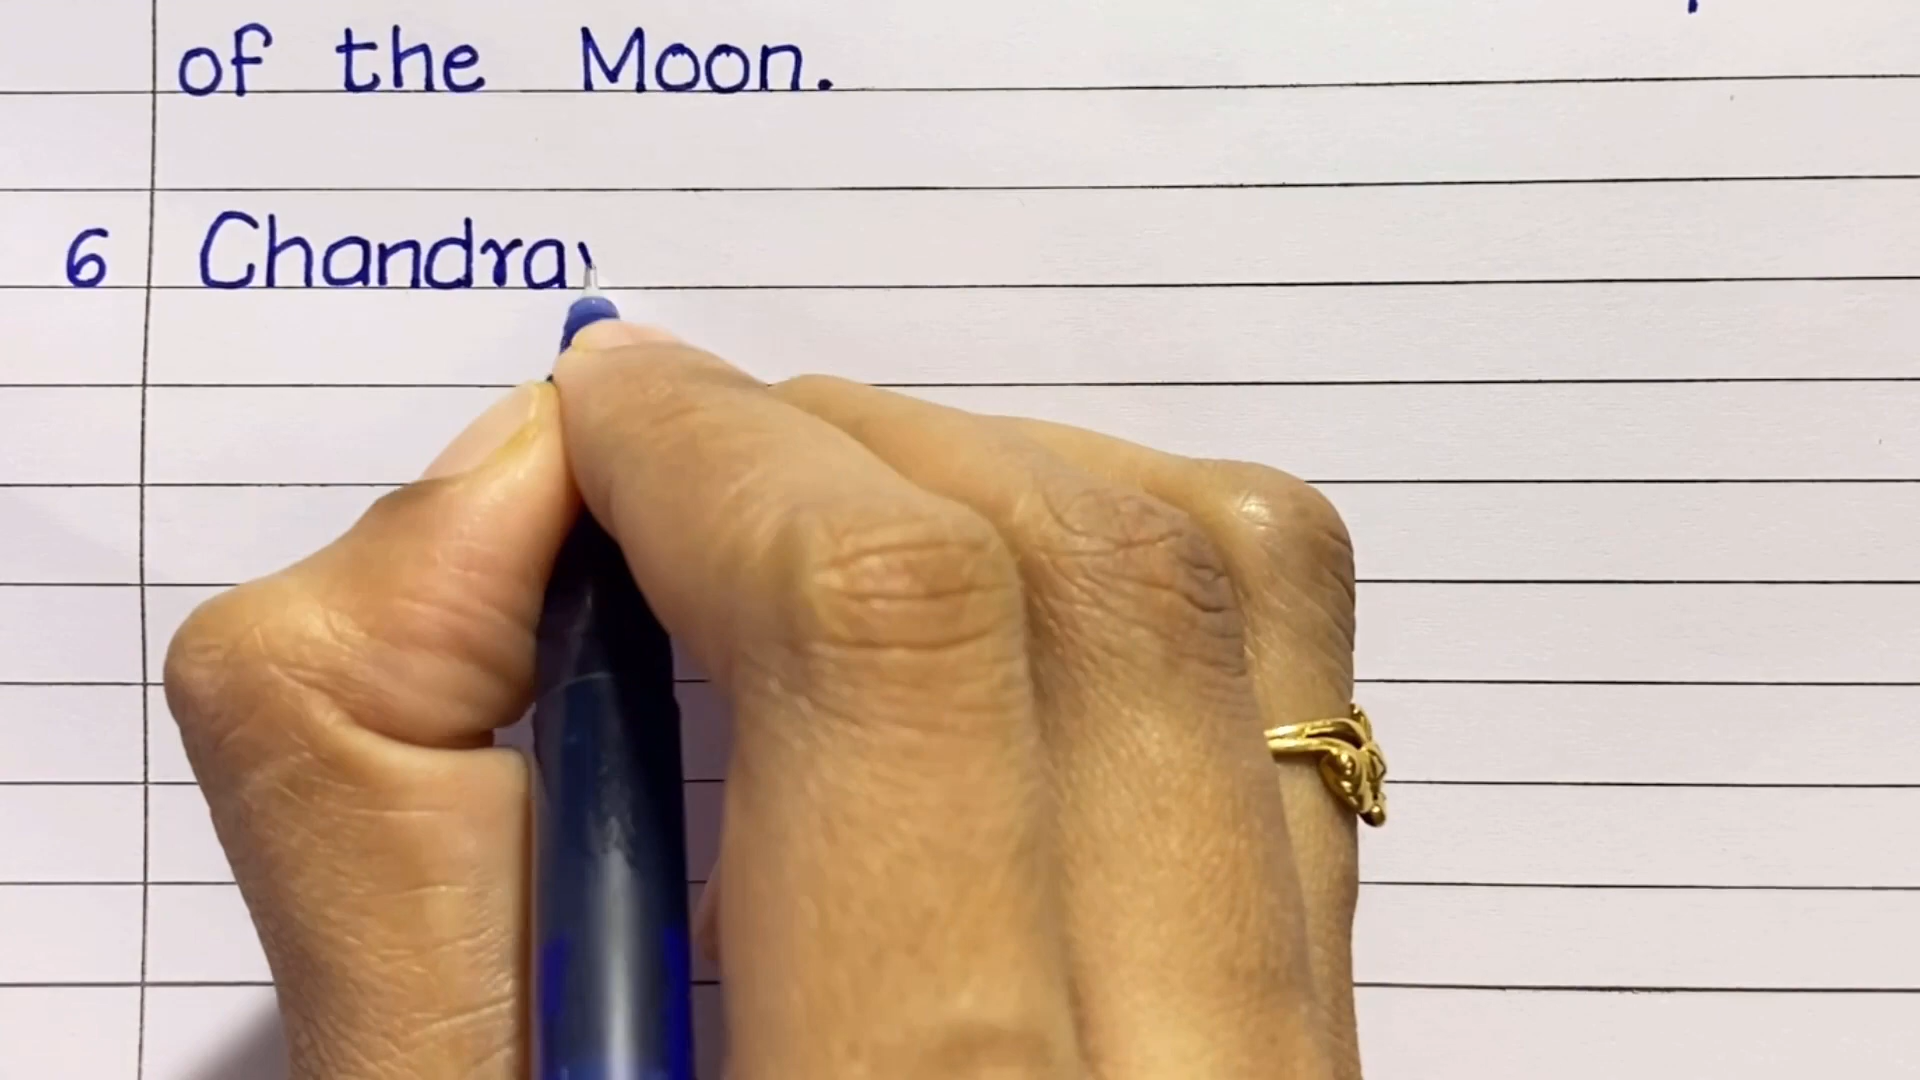 of the Moon.
6 Chandra